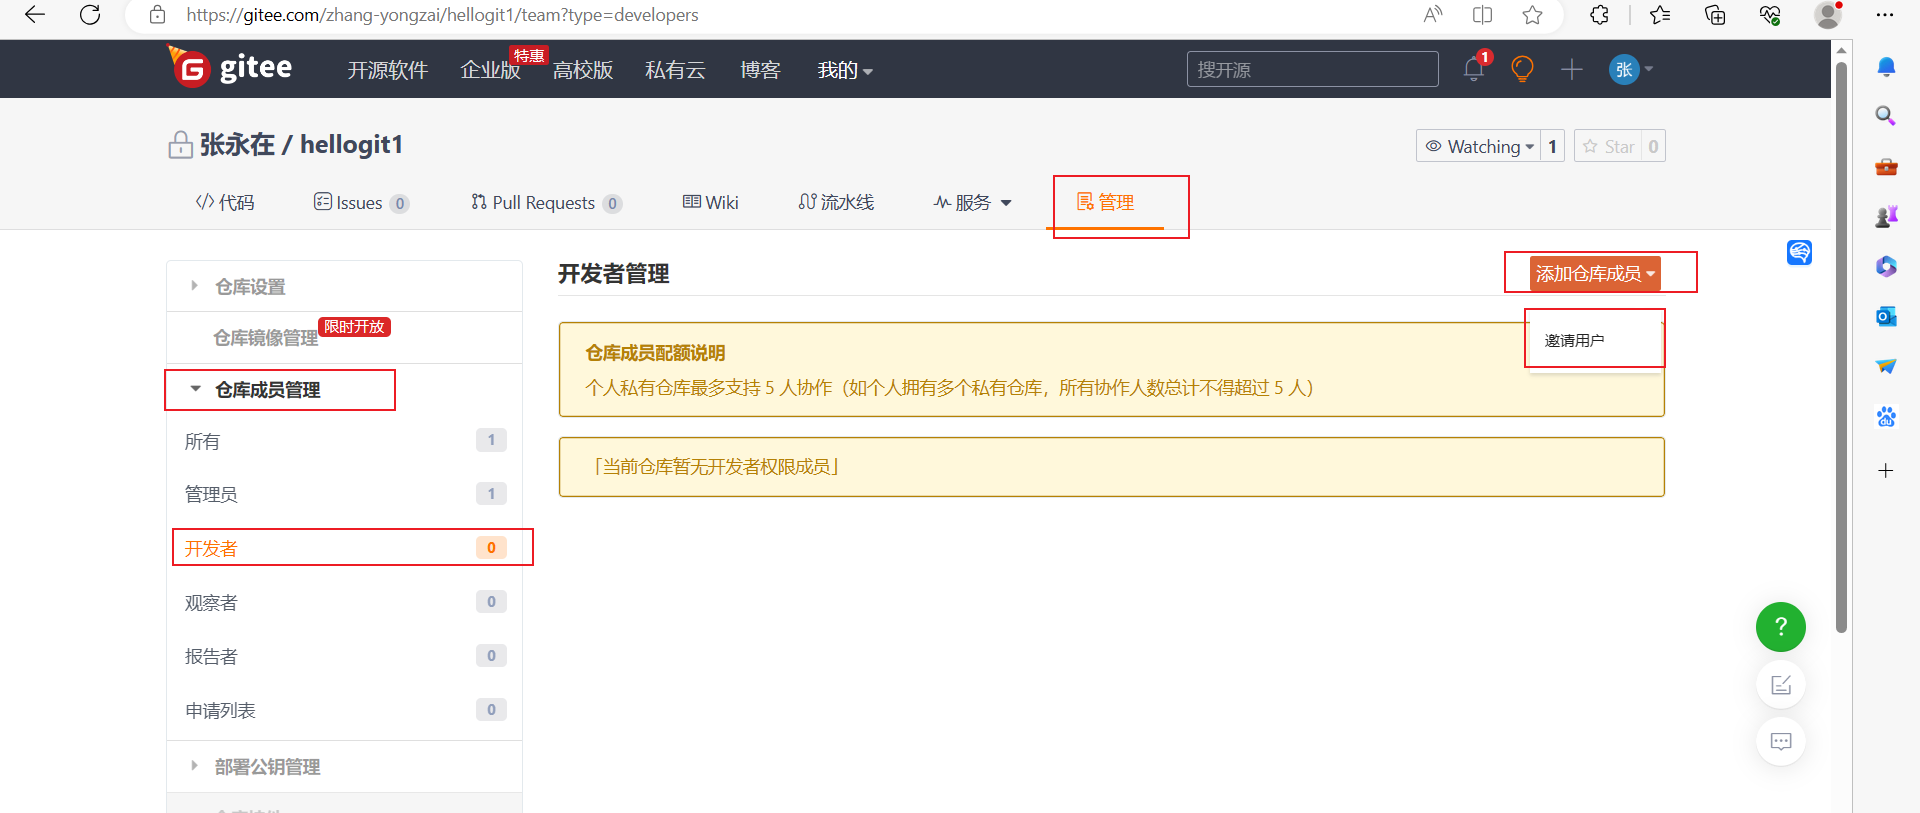 https://gitee.com/zhang-yongzai/hellogit1/team?type=developers
gitee
开源软件
企业版
特惠
高校版
私有云
博客
我的
搜开源
1
张
张永在 / hellogit1
Watching
1
Star
0
代码
Issues 0
Pull Requests 0
Wiki
流水线
服务
管理
仓库设置
仓库镜像管理
限时开放
仓库成员管理
所有 1
管理员 1
开发者 0
观察者 0
报告者 0
申请列表 0
部署公钥管理
开发者管理
添加仓库成员
邀请用户
仓库成员配额说明
个人私有仓库最多支持 5 人协作（如个人拥有多个私有仓库，所有协作人数总计不得超过 5 人）
「当前仓库暂无开发者权限成员」
?